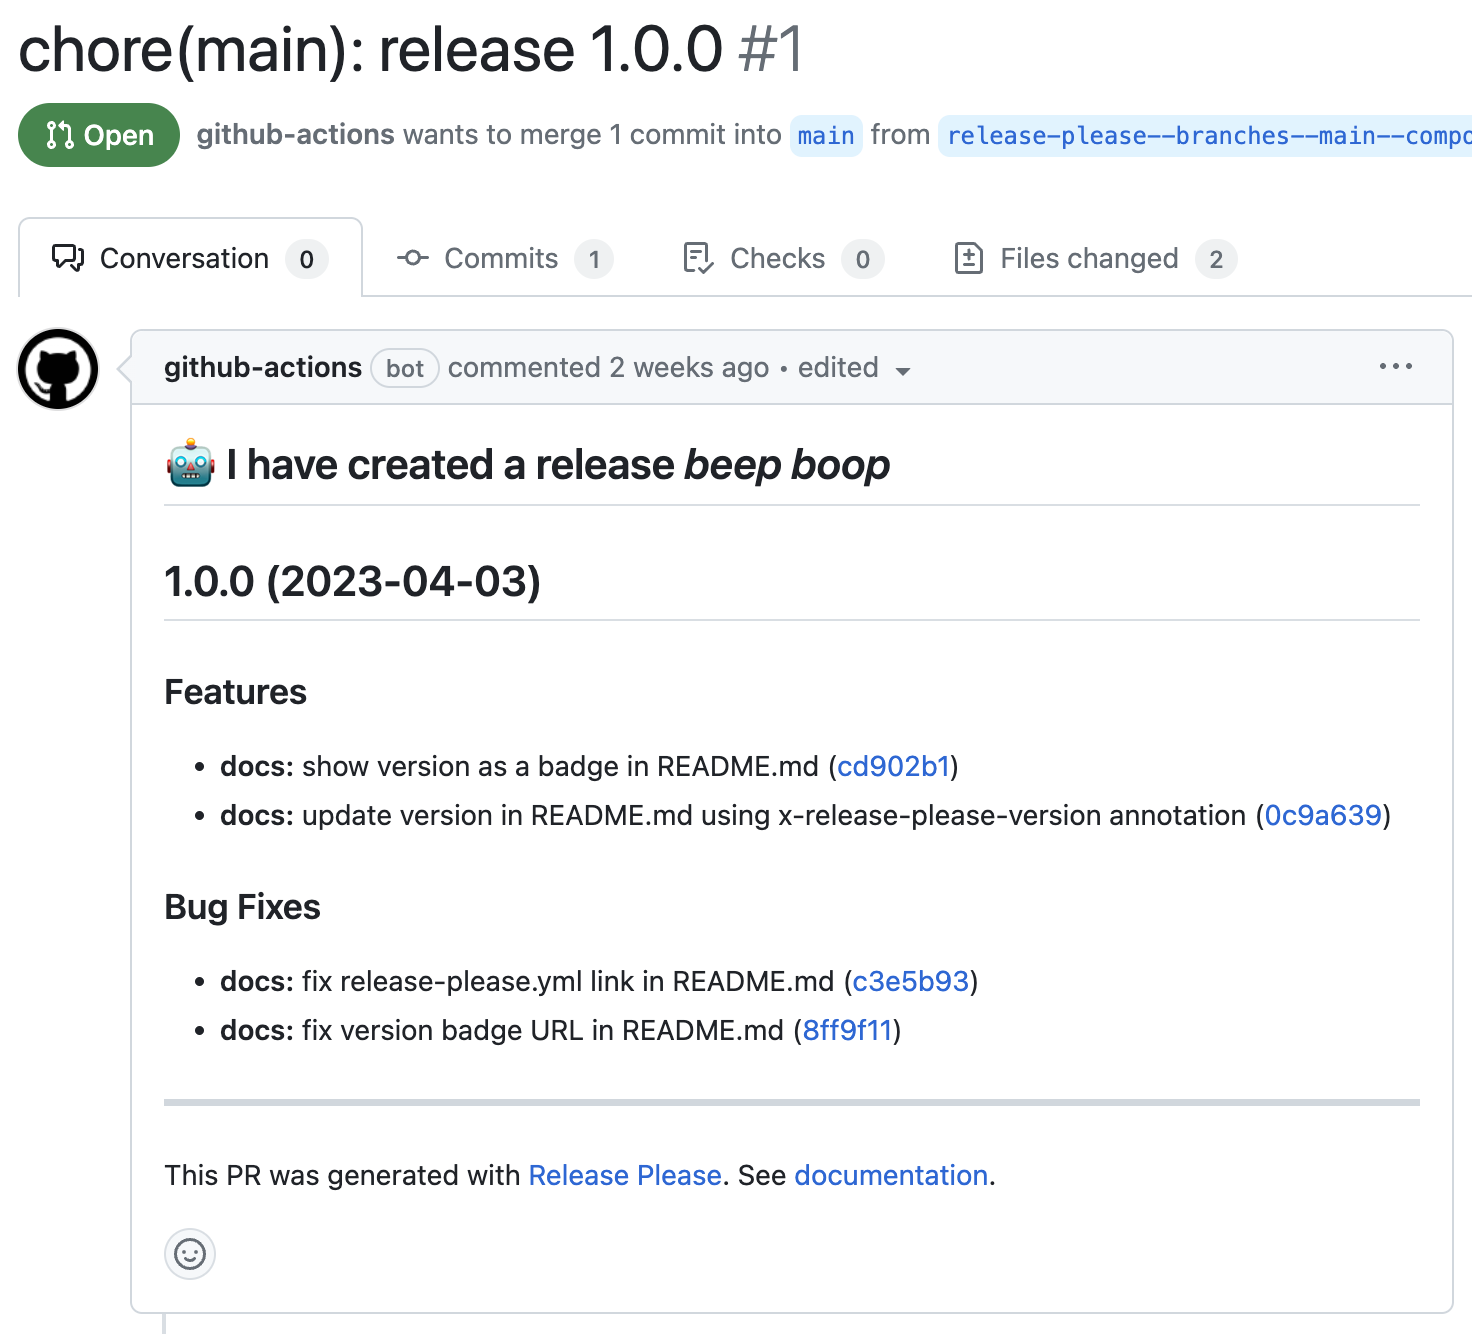 chore(main): release 1.0.0 #1
Open github-actions wants to merge 1 commit into main from release-please--branches--main--compo
Conversation 0 Commits 1 Checks 0 Files changed 2
github-actions bot commented 2 weeks ago • edited
🤖 I have created a release beep boop
1.0.0 (2023-04-03)
Features
• docs: show version as a badge in README.md (cd902b1)
• docs: update version in README.md using x-release-please-version annotation (0c9a639)
Bug Fixes
• docs: fix release-please.yml link in README.md (c3e5b93)
• docs: fix version badge URL in README.md (8ff9f11)
This PR was generated with Release Please. See documentation.